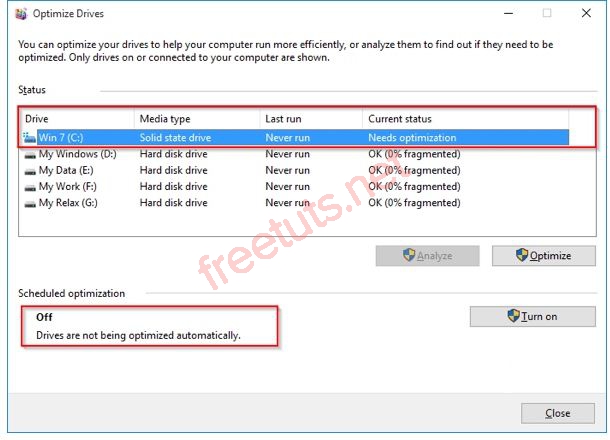 Optimize Drives
You can optimize your drives to help your computer run more efficiently, or analyze them to find out if they need to be
optimized. Only drives on or connected to your computer are shown.
Status
Drive Media type Last run Current status
Win 7 (C:) Solid state drive Never run Needs optimization
My Windows (D:) Hard disk drive Never run OK (0% fragmented)
My Data (E:) Hard disk drive Never run OK (0% fragmented)
My Work (F:) Hard disk drive Never run OK (0% fragmented)
My Relax (G:) Hard disk drive Never run OK (0% fragmented)
freetuts.net
Analyze Optimize
Scheduled optimization
Off
Turn on
Drives are not being optimized automatically.
Close